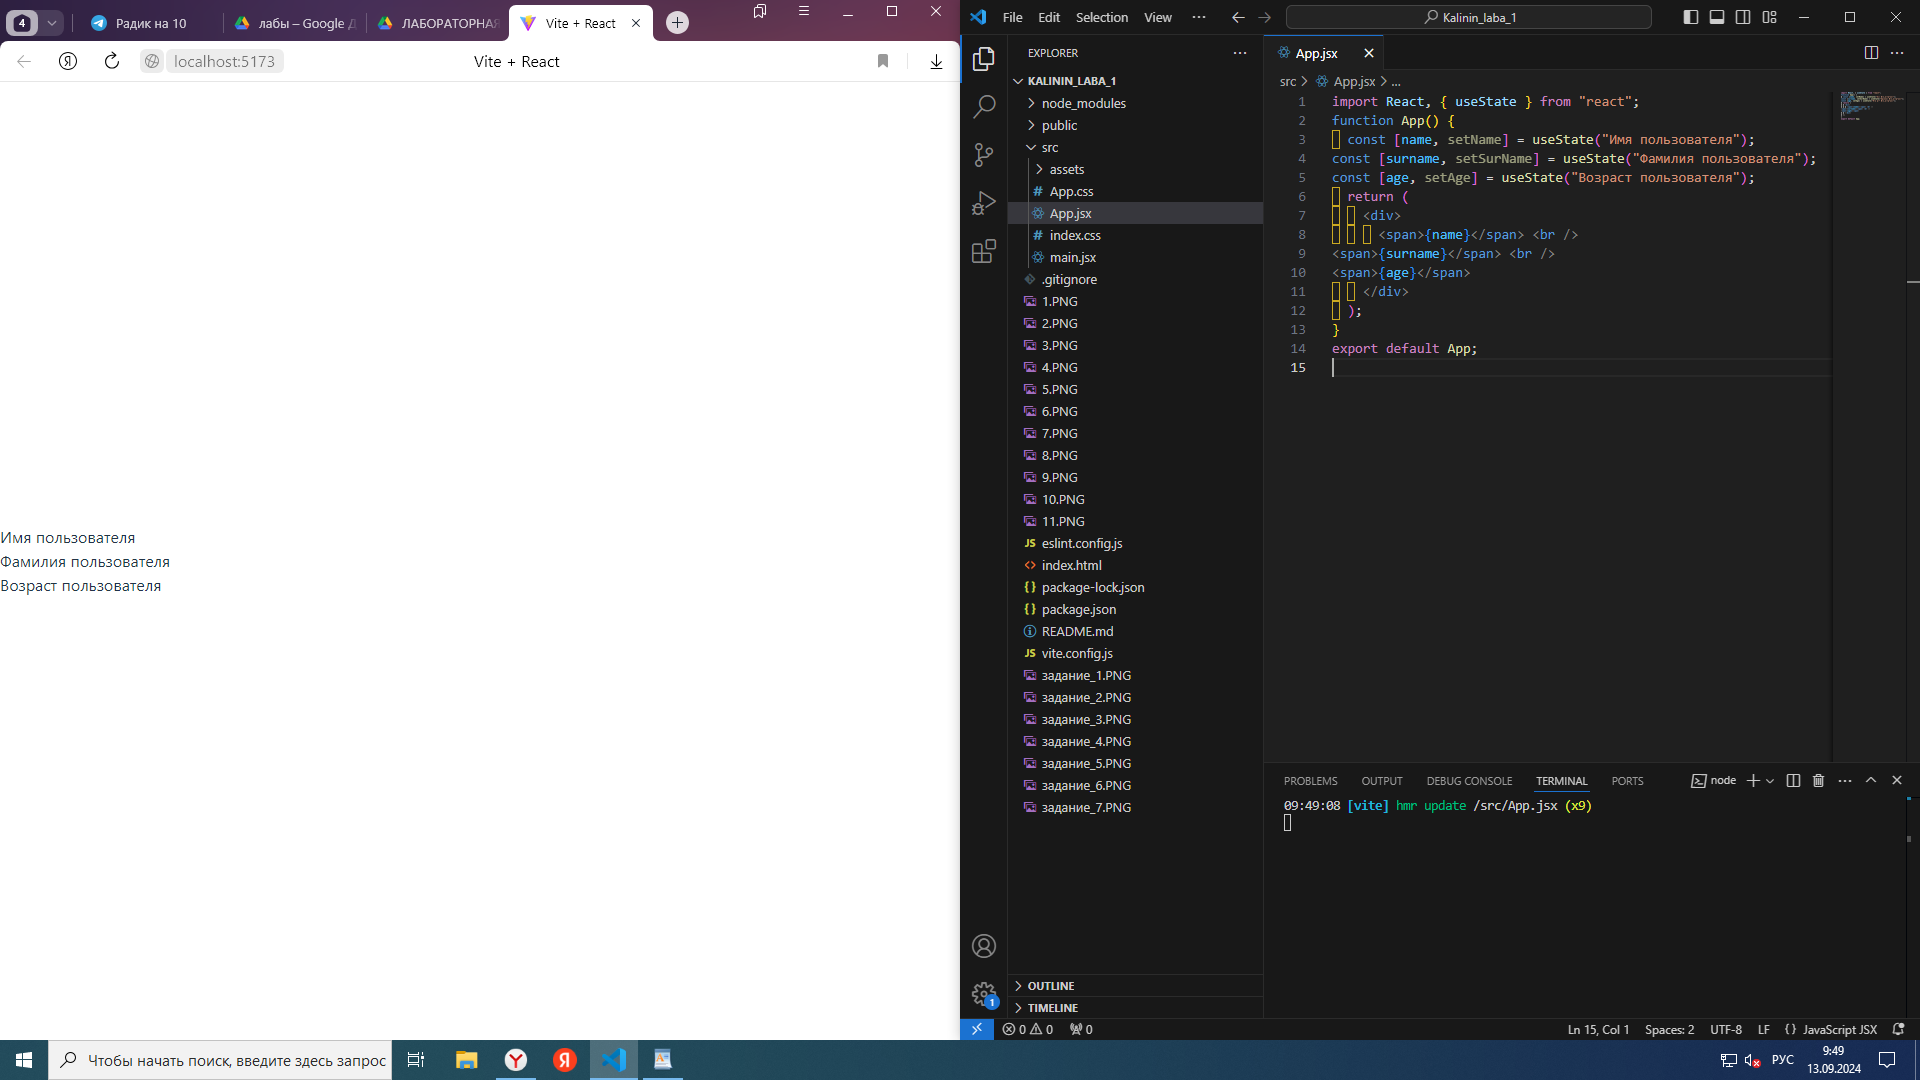 4
Радик на 10
лабы – Google Д
ЛАБОРАТОРНАЯ
Vite + React
localhost:5173
Vite + React
Имя пользователя
Фамилия пользователя
Возраст пользователя
File Edit Selection View ···
Kalinin_laba_1
EXPLORER
KALININ_LABA_1
node_modules
public
src
assets
App.css
App.jsx
index.css
main.jsx
.gitignore
1.PNG
2.PNG
3.PNG
4.PNG
5.PNG
6.PNG
7.PNG
8.PNG
9.PNG
10.PNG
11.PNG
eslint.config.js
index.html
package-lock.json
package.json
README.md
vite.config.js
задание_1.PNG
задание_2.PNG
задание_3.PNG
задание_4.PNG
задание_5.PNG
задание_6.PNG
задание_7.PNG
OUTLINE
TIMELINE
App.jsx
src > App.jsx > ...
1 import React, { useState } from "react";
2 function App() {
3 const [name, setName] = useState("Имя пользователя");
4 const [surname, setSurName] = useState("Фамилия пользователя");
5 const [age, setAge] = useState("Возраст пользователя");
6 return (
7 <div>
8 <span>{name}</span> <br />
9 <span>{surname}</span> <br />
10 <span>{age}</span>
11 </div>
12 );
13 }
14 export default App;
15
PROBLEMS OUTPUT DEBUG CONSOLE TERMINAL PORTS
node
09:49:08 [vite] hmr update /src/App.jsx (x9)
1
0 0 0
Ln 15, Col 1 Spaces: 2 UTF-8 LF {} JavaScript JSX
Чтобы начать поиск, введите здесь запрос
РУС
9:49
13.09.2024